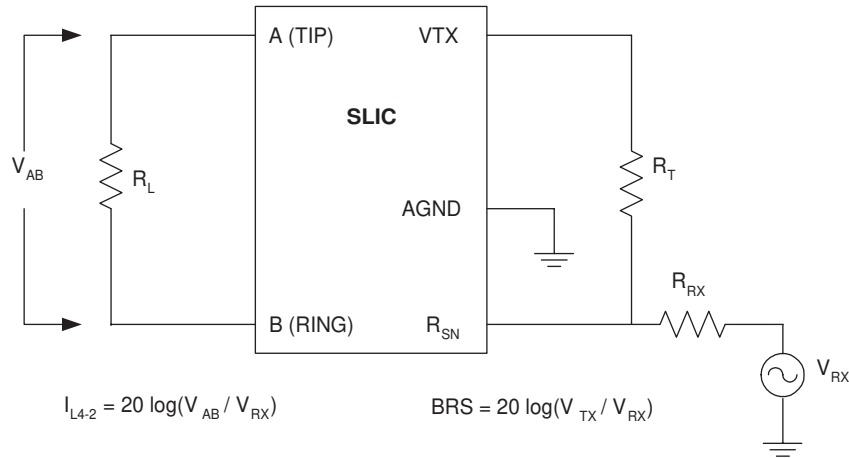 A (TIP)
VTX
SLIC
V_AB
R_L
R_T
AGND
R_RX
B (RING)
R_SN
V_RX
I_L4-2 = 20 log(V_AB / V_RX)
BRS = 20 log(V_TX / V_RX)